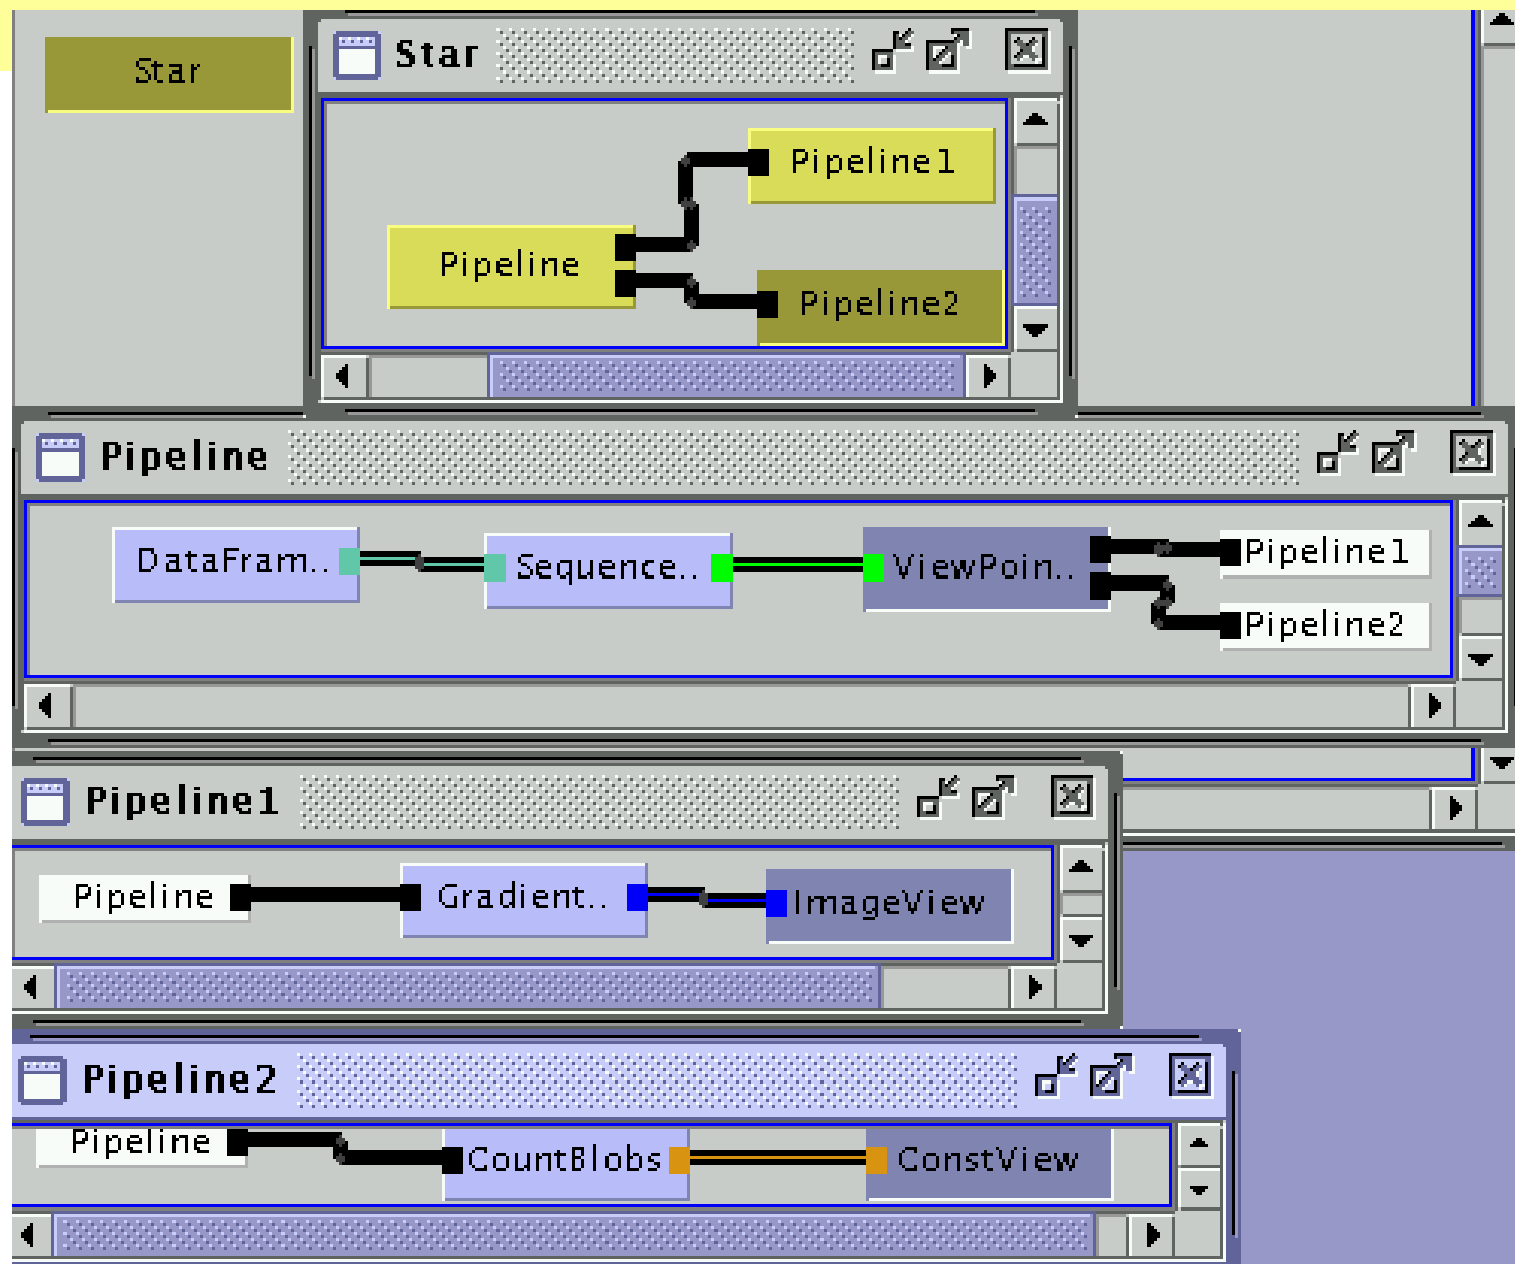 Star
Star
Pipeline1
Pipeline
Pipeline2
Pipeline
DataFram..
Sequence..
ViewPoin..
Pipeline1
Pipeline2
Pipeline1
Pipeline
Gradient..
ImageView
Pipeline2
Pipeline
CountBlobs
ConstView